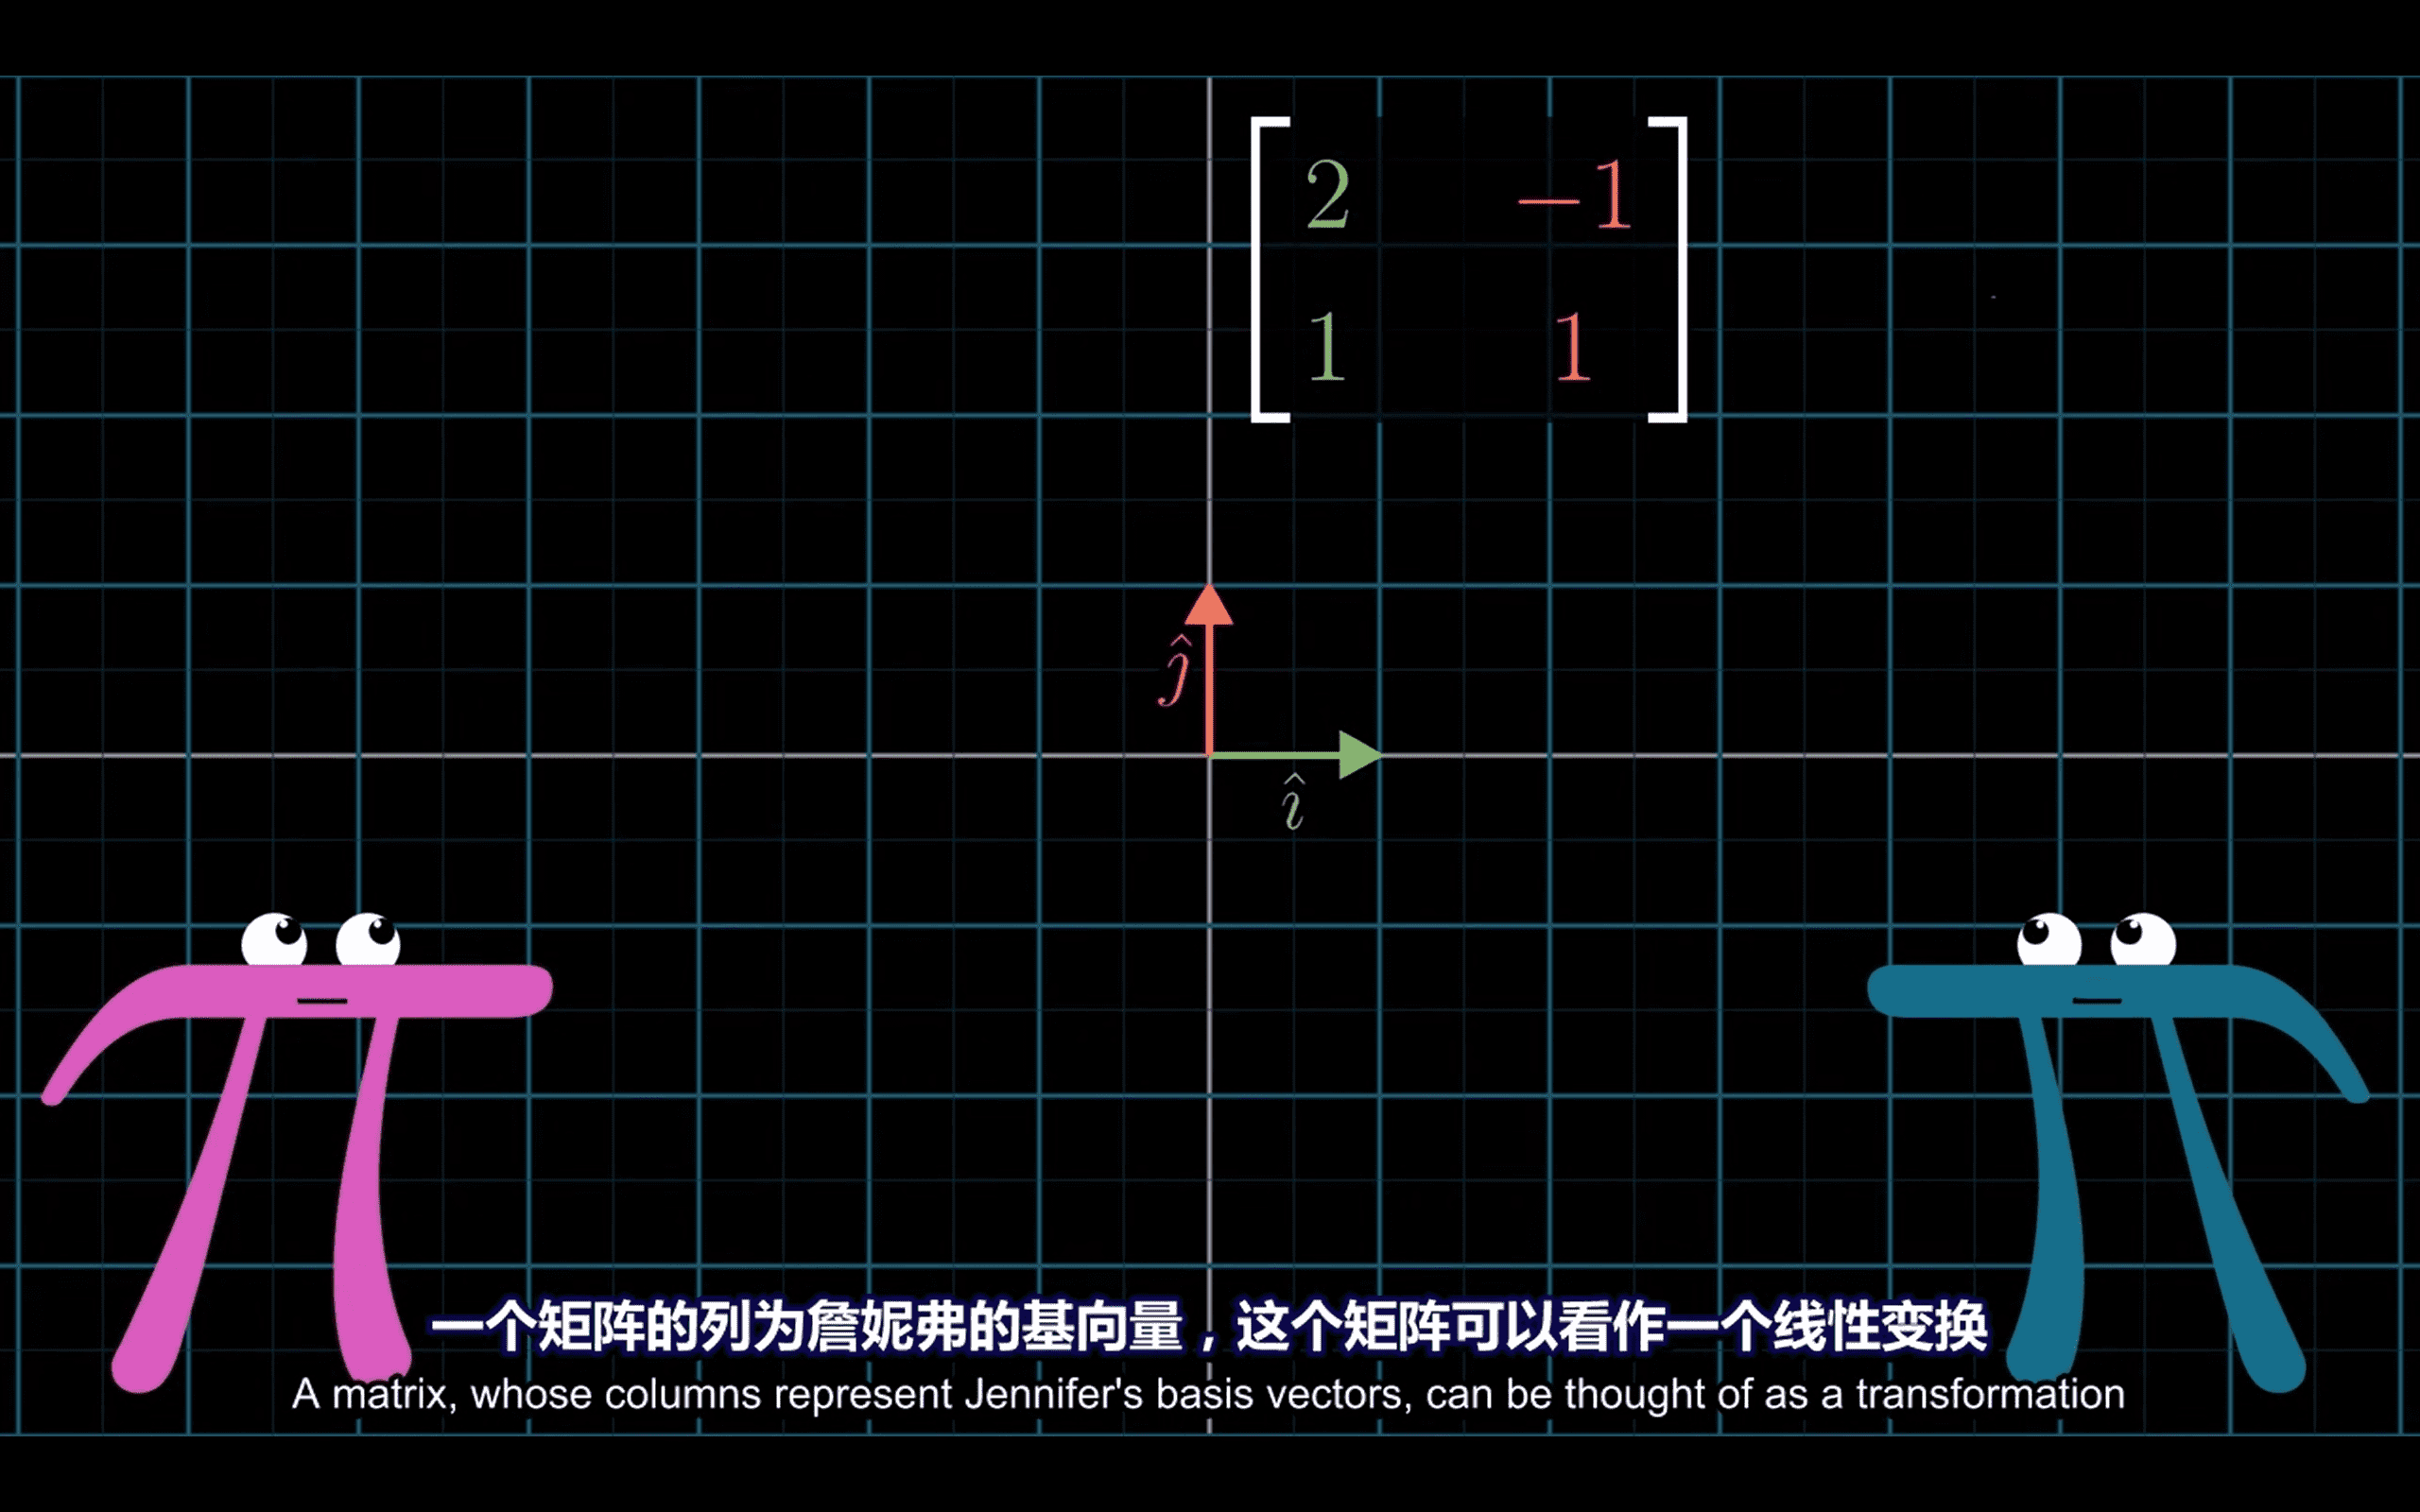 2 −1
1 1
ĵ
î
一个矩阵的列为詹妮弗的基向量，这个矩阵可以看作一个线性变换
A matrix, whose columns represent Jennifer's basis vectors, can be thought of as a transformation